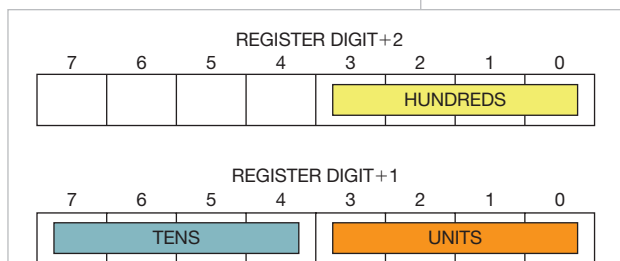 REGISTER DIGIT+2
7 6 5 4 3 2 1 0
HUNDREDS
REGISTER DIGIT+1
7 6 5 4 3 2 1 0
TENS UNITS